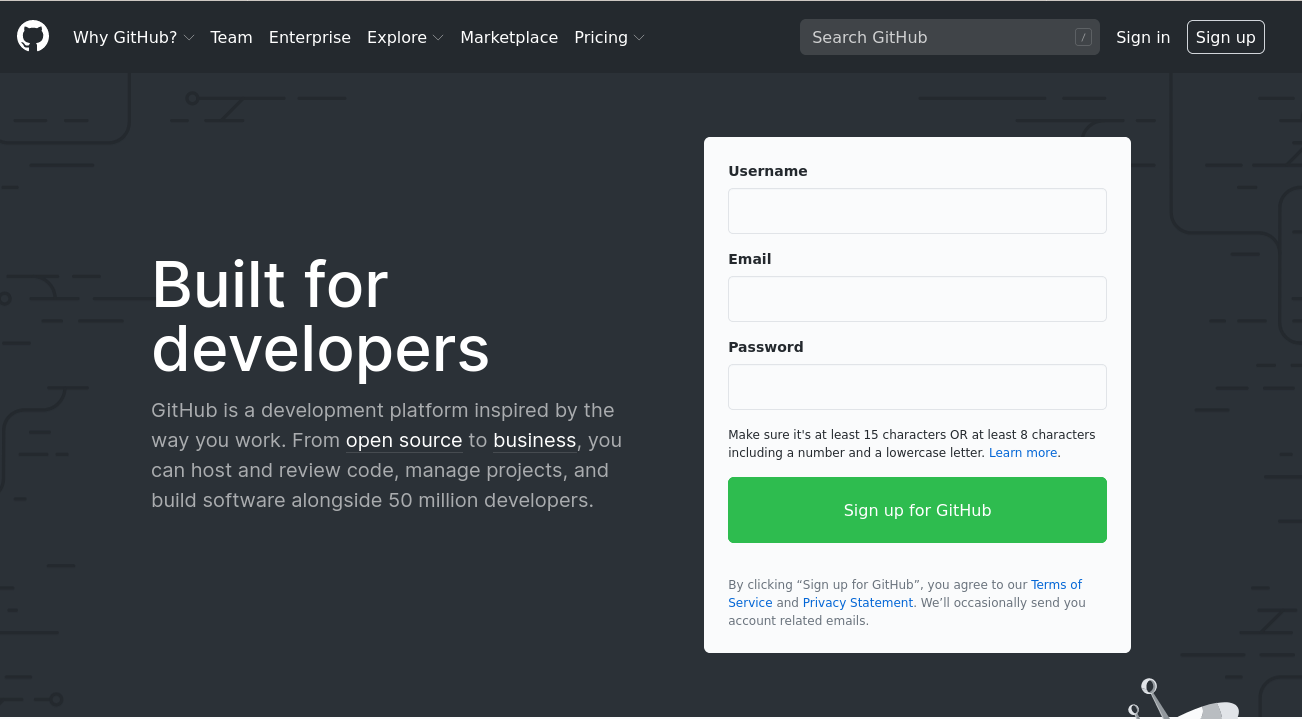 Why GitHub? Team Enterprise Explore Marketplace Pricing Search GitHub / Sign in Sign up
Built for
developers
GitHub is a development platform inspired by the
way you work. From open source to business, you
can host and review code, manage projects, and
build software alongside 50 million developers.
Username
Email
Password
Make sure it's at least 15 characters OR at least 8 characters
including a number and a lowercase letter. Learn more.
Sign up for GitHub
By clicking “Sign up for GitHub”, you agree to our Terms of
Service and Privacy Statement. We’ll occasionally send you
account related emails.